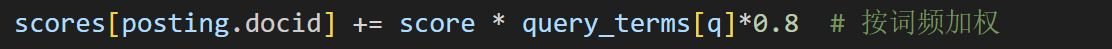 scores[posting.docid] += score * query_terms[q]*0.8  # 按词频加权